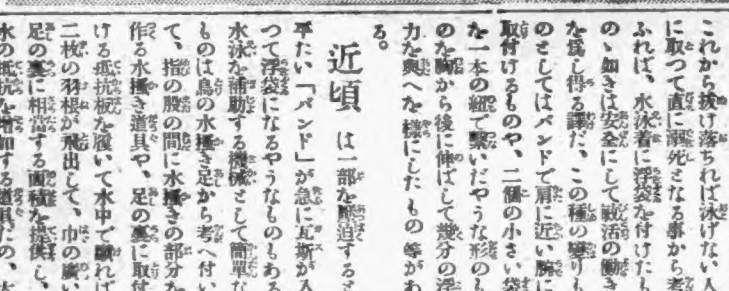 これから抜け落ちれば泳げない人
に取つて直に溺死となる事から考
ふれば、水泳着に浮袋を付けたも
のゝ如きは安全にして敏活の働き
を爲し得る譯だ、この種の變りも
のとしてはバンドで肩に近い腕に
取付けるものや、二個の小さい袋
を一本の紐で繋いだやうな形のも
のを胸から後に伸ばして幾分の浮
力を與へを樣にしたもの等があ
る。
近頃は一部を壓迫すると
平たい「バンド」が急に瓦斯が入
つて浮袋になるやうなものもある
水泳を補助する機械として簡單な
ものは鳥の水搔き足から考へ付い
て、指の股の間に水搔きの部分を
作る水搔き道具や、足の裏に取付
ける抵抗板を履いて水中で蹴れば
二枚の羽根が飛出して、巾の廣い
足の裏に相當する面積を提供し、
水の抵抗を增加する道具だの、